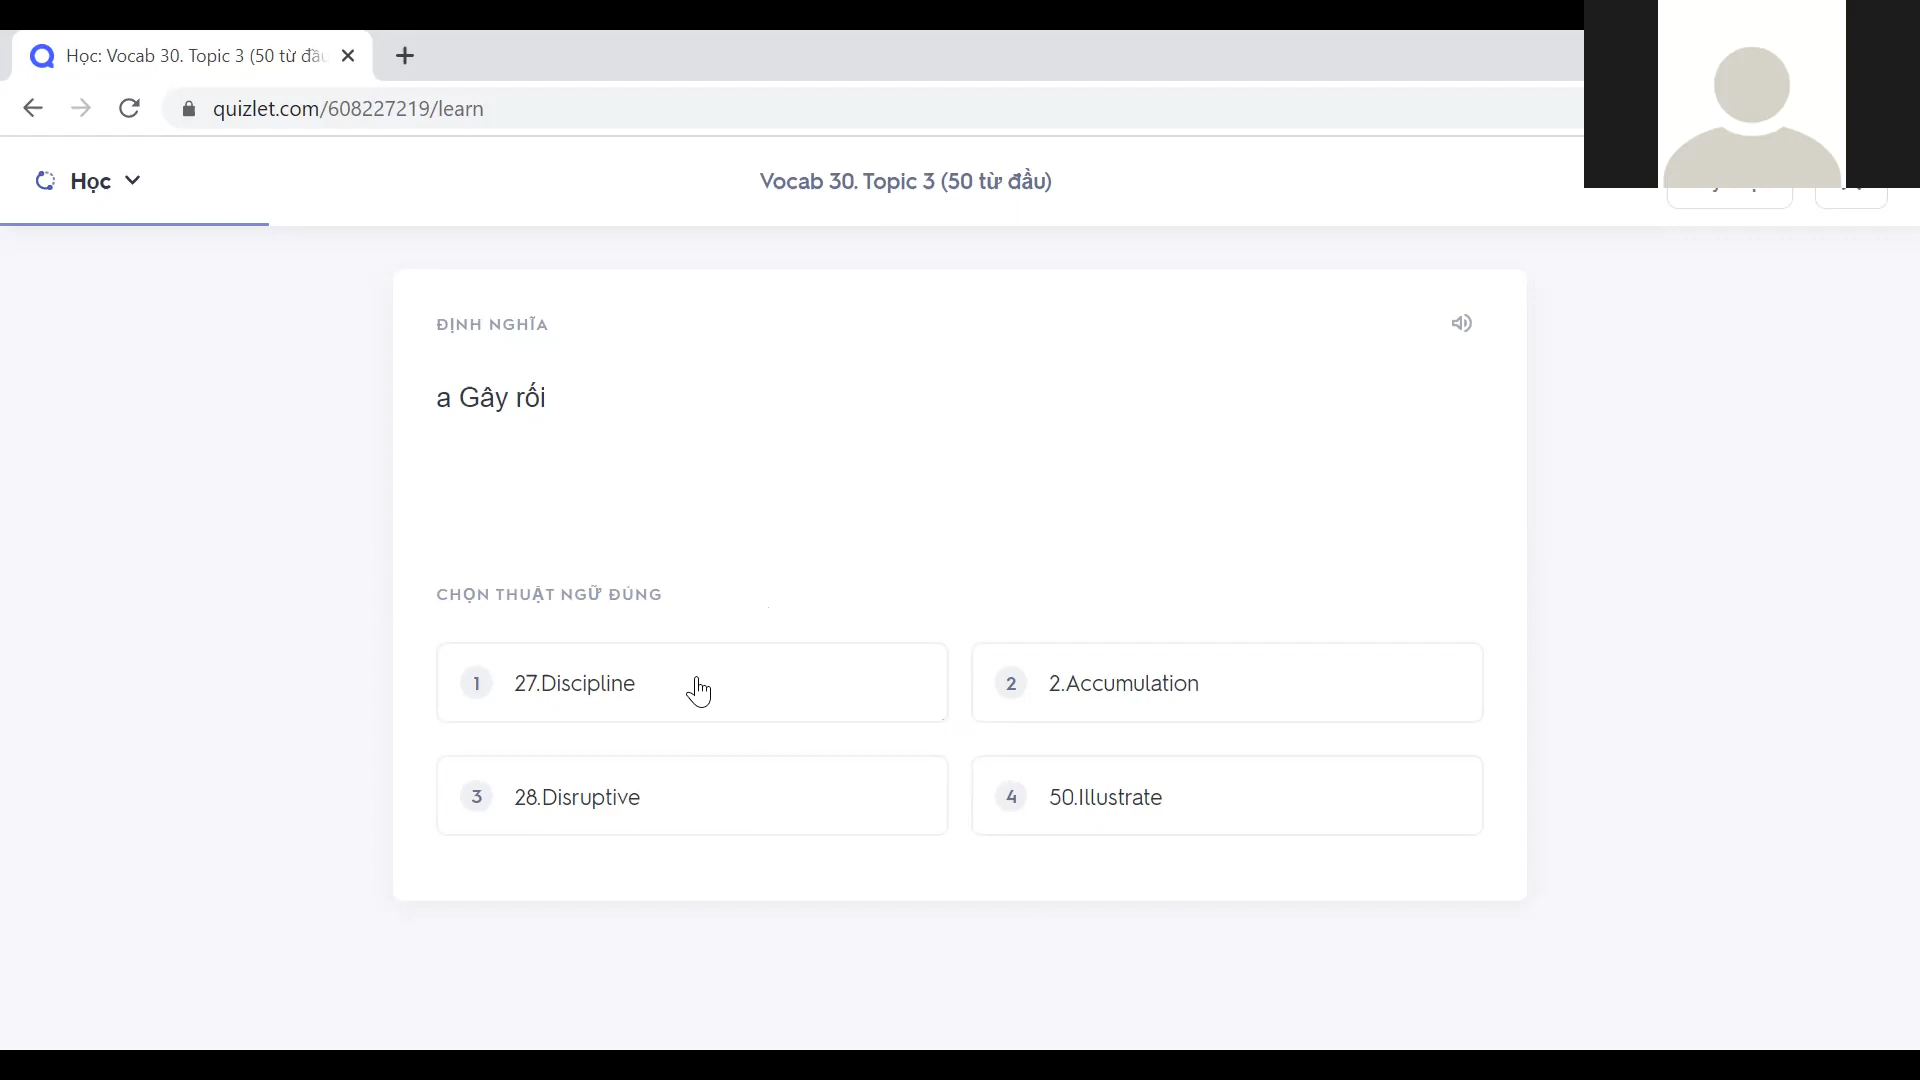 Học: Vocab 30. Topic 3 (50 từ đầu
quizlet.com/608227219/learn
Học
Vocab 30. Topic 3 (50 từ đầu)
ĐỊNH NGHĨA
a Gây rối
CHỌN THUẬT NGỮ ĐÚNG
1 27.Discipline
2 2.Accumulation
3 28.Disruptive
4 50.Illustrate